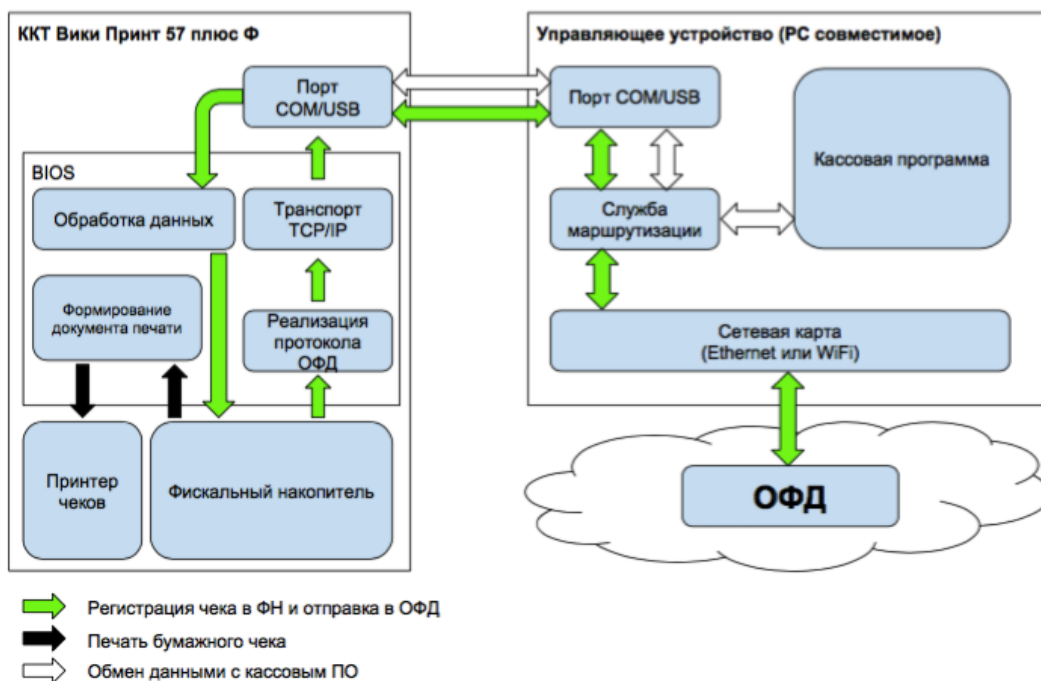 ККТ Вики Принт 57 плюс Ф
Порт
COM/USB
BIOS
Обработка данных
Транспорт
TCP/IP
Формирование
документа печати
Реализация
протокола
ОФД
Принтер
чеков
Фискальный накопитель
Управляющее устройство (PC совместимое)
Порт COM/USB
Кассовая программа
Служба
маршрутизации
Сетевая карта
(Ethernet или WiFi)
ОФД
Регистрация чека в ФН и отправка в ОФД
Печать бумажного чека
Обмен данными с кассовым ПО